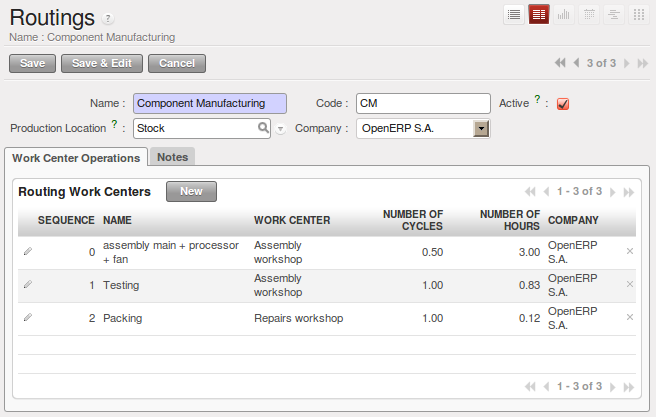 Routings ?
Name : Component Manufacturing
Save Save & Edit Cancel 3 of 3
Name : Component Manufacturing Code : CM Active ? :
Production Location ? : Stock Company : OpenERP S.A.
Work Center Operations Notes
Routing Work Centers New 1 - 3 of 3
SEQUENCE NAME WORK CENTER NUMBER OF CYCLES NUMBER OF HOURS COMPANY
0 assembly main + processor + fan Assembly workshop 0.50 3.00 OpenERP S.A.
1 Testing Assembly workshop 1.00 0.83 OpenERP S.A.
2 Packing Repairs workshop 1.00 0.12 OpenERP S.A.
1 - 3 of 3